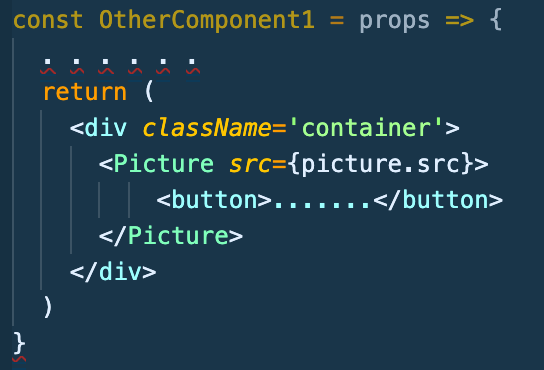 const OtherComponent1 = props => {
. . . . . .
return (
<div className='container'>
<Picture src={picture.src}>
<button>.......</button>
</Picture>
</div>
)
}